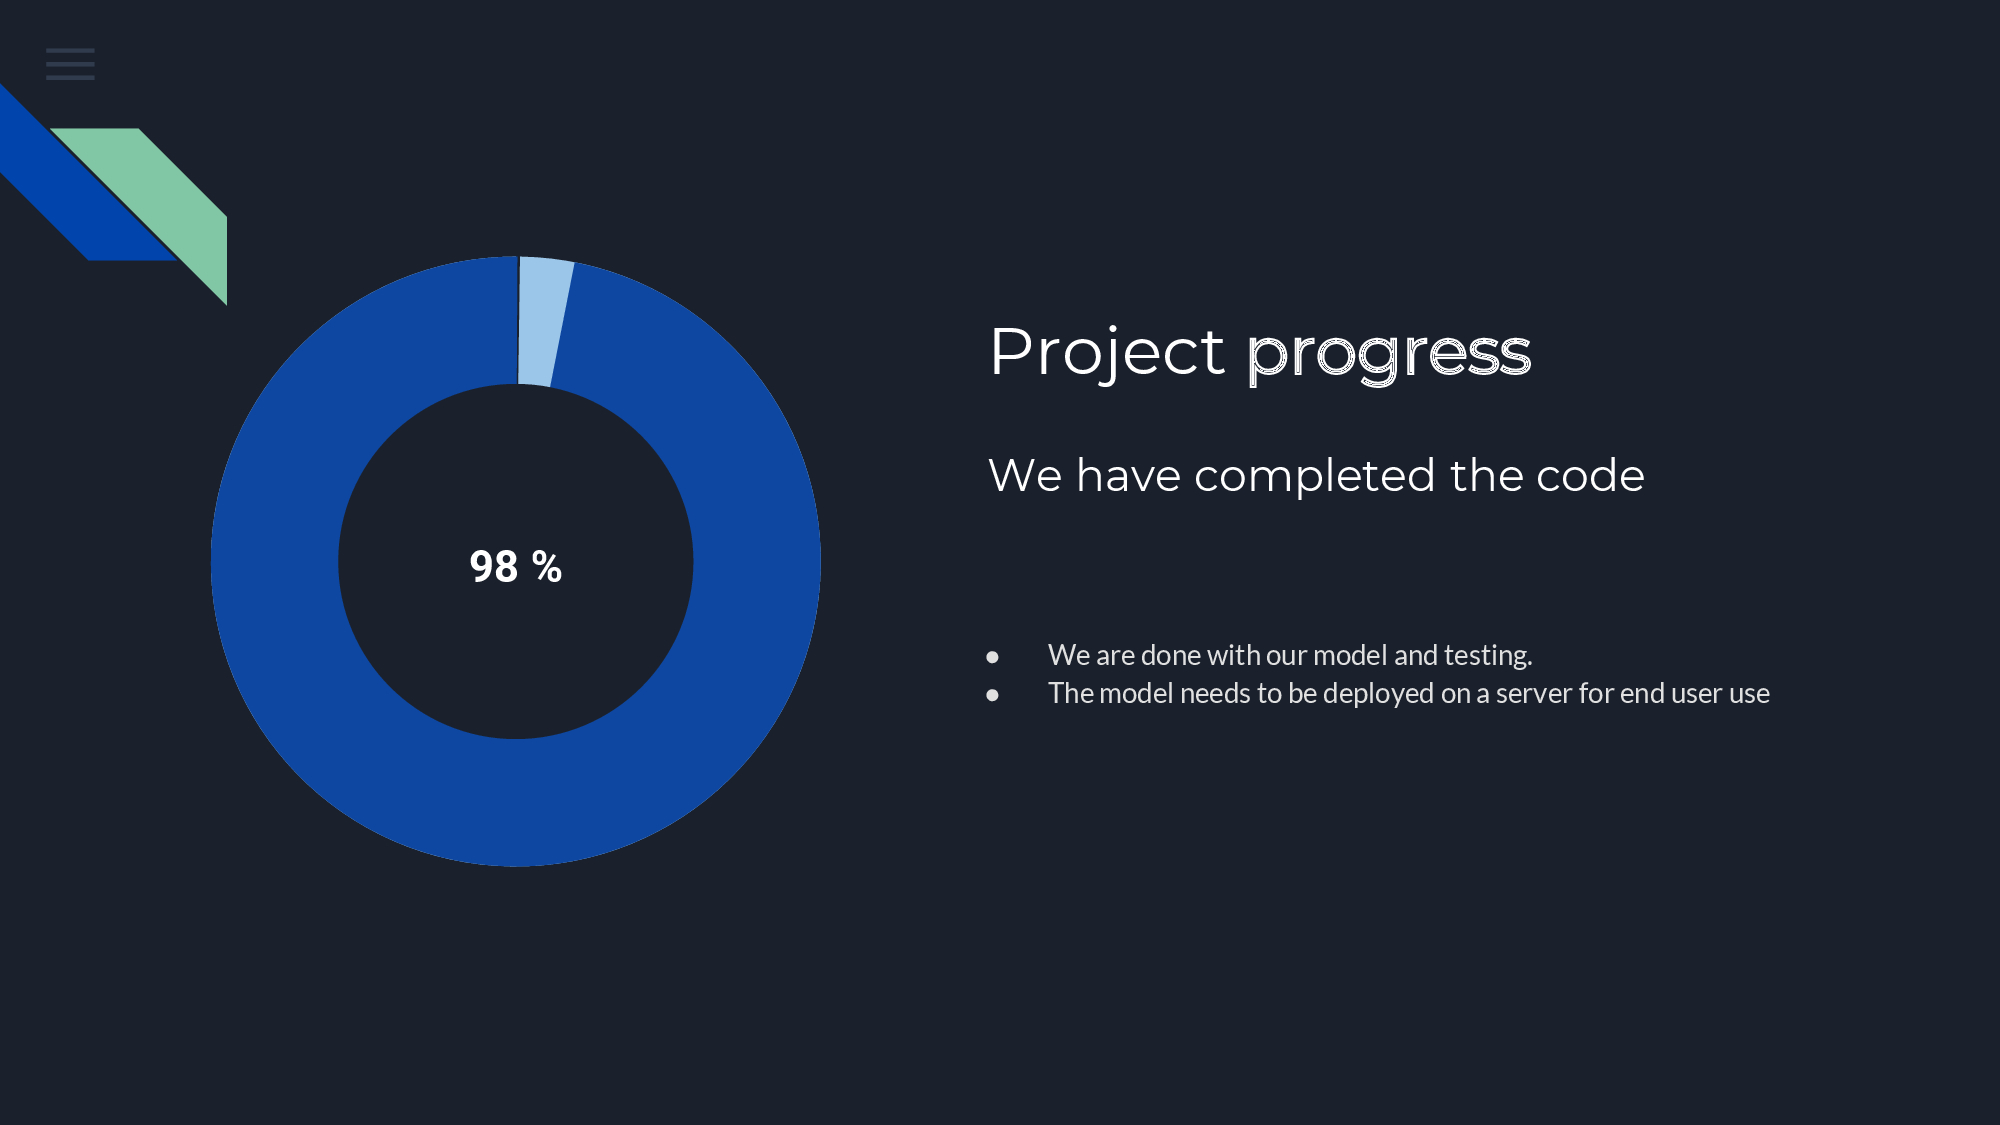 Project progress
We have completed the code
98 %
● We are done with our model and testing.
● The model needs to be deployed on a server for end user use